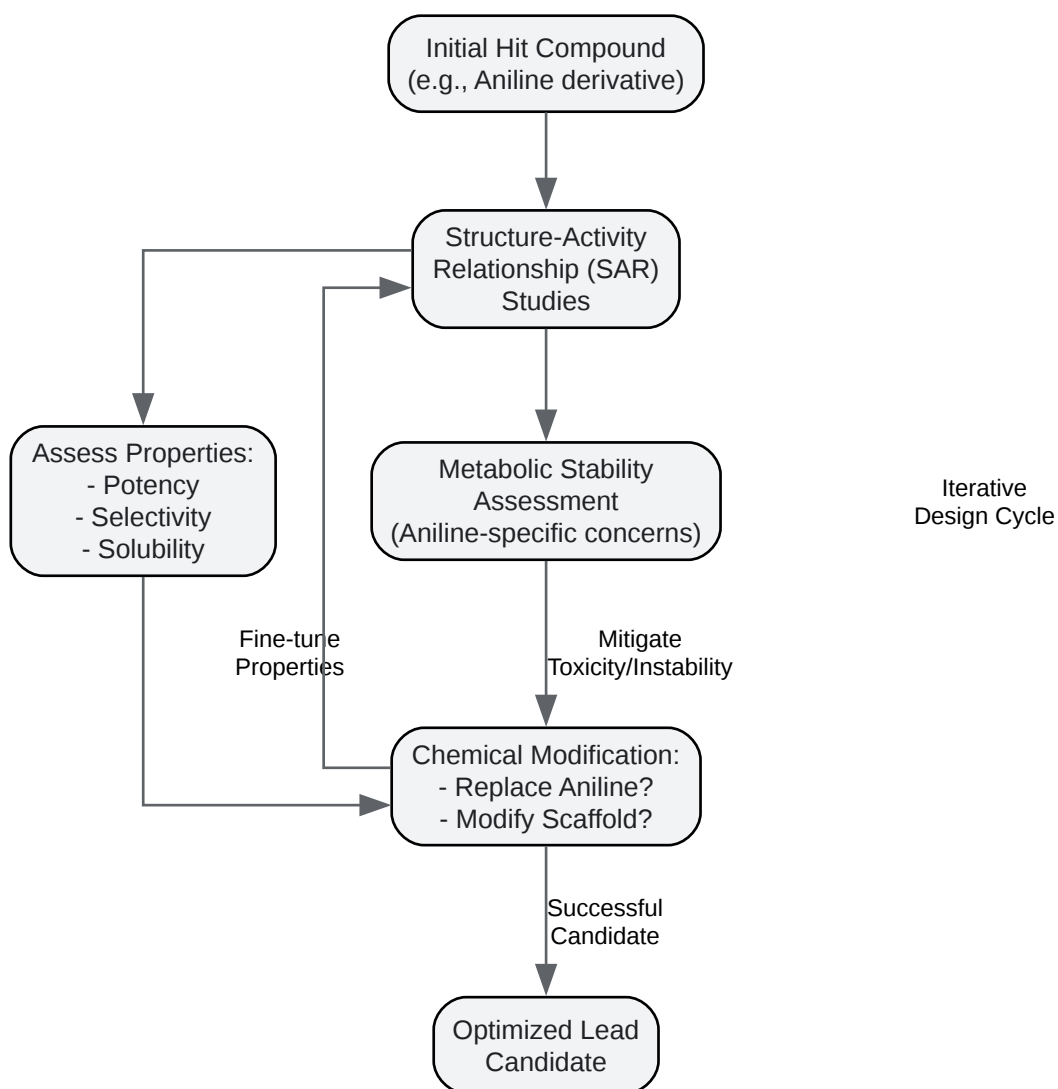 Initial Hit Compound
(e.g., Aniline derivative)
Structure-Activity
Relationship (SAR)
Studies
Assess Properties:
- Potency
- Selectivity
- Solubility
Metabolic Stability
Assessment
(Aniline-specific concerns)
Iterative
Design Cycle
Fine-tune
Properties
Mitigate
Toxicity/Instability
Chemical Modification:
- Replace Aniline?
- Modify Scaffold?
Successful
Candidate
Optimized Lead
Candidate